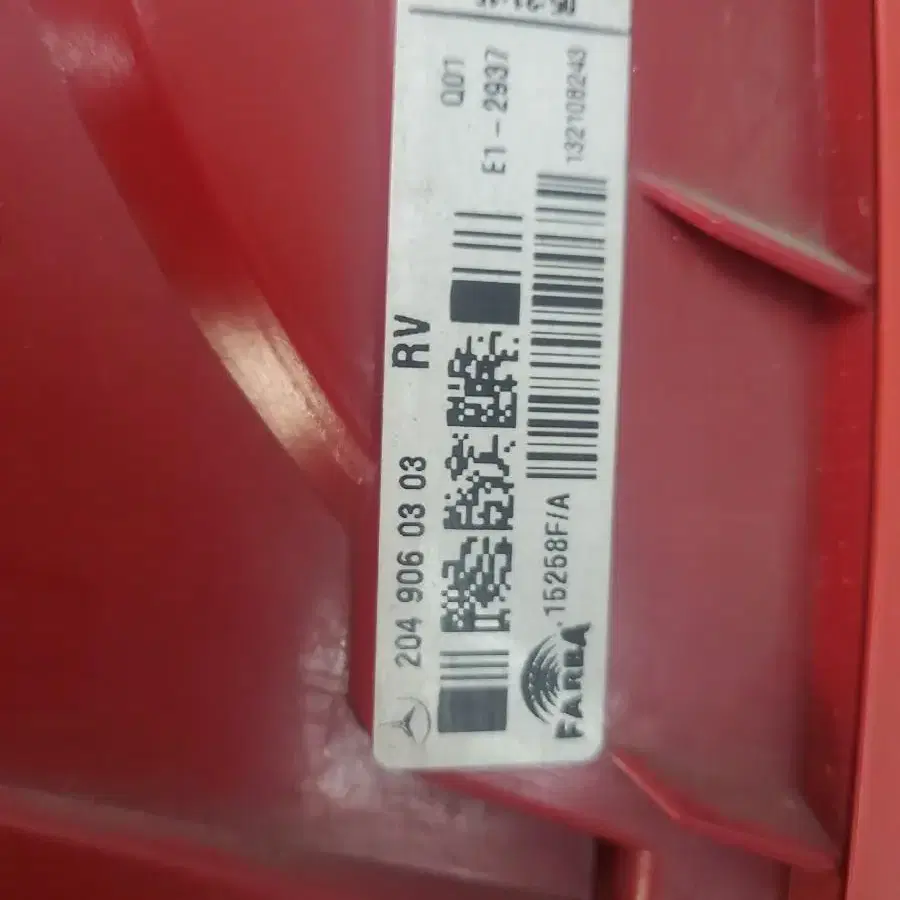 204 906 03 03 RV
Q01
E1-2937
132108243
15258F/A
FARBA